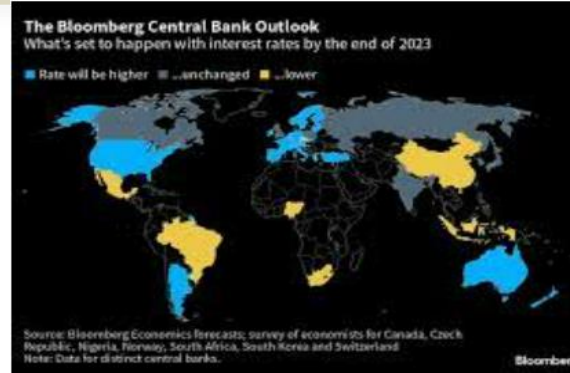 The Bloomberg Central Bank Outlook
What's set to happen with interest rates by the end of 2023
Rate will be higher ...unchanged ...lower
Source: Bloomberg Economics forecasts; survey of economists for Canada, Czech
Republic, Nigeria, Norway, South Africa, South Korea and Switzerland
Note: Data for distinct central banks.
Bloomber